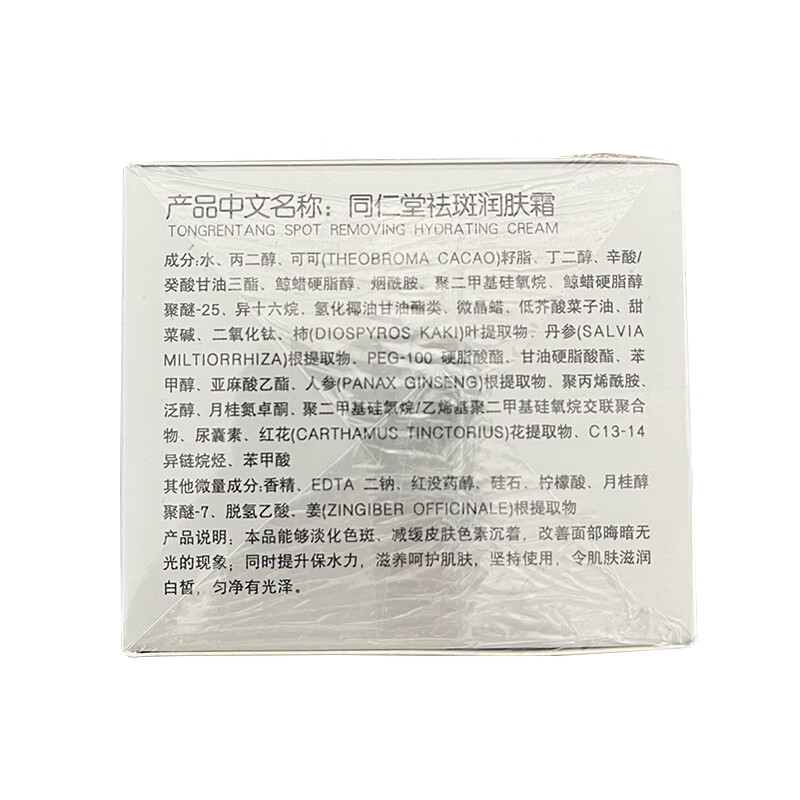 产品中文名称：同仁堂祛斑润肤霜
TONGRENTANG SPOT REMOVING HYDRATING CREAM
成分:水、丙二醇、可可(THEOBROMA CACAO)籽脂、丁二醇、辛酸/
癸酸甘油三酯、鲸蜡硬脂醇、烟酰胺、聚二甲基硅氧烷、鲸蜡硬脂醇
聚醚-25、异十六烷、氢化椰油甘油酯类、微晶蜡、低芥酸菜子油、甜
菜碱、二氧化钛、柿(DIOSPYROS KAKI)叶提取物、丹参(SALVIA
MILTIORRHIZA)根提取物、PEG-100 硬脂酸酯、甘油硬脂酸酯、苯
甲醇、亚麻酸乙酯、人参(PANAX GINSENG)根提取物、聚丙烯酰胺、
泛醇、月桂氮卓酮、聚二甲基硅氧烷/乙烯基聚二甲基硅氧烷交联聚合
物、尿囊素、红花(CARTHAMUS TINCTORIUS)花提取物、C13-14
异链烷烃、苯甲酸
其他微量成分:香精、EDTA 二钠、红没药醇、硅石、柠檬酸、月桂醇
聚醚-7、脱氢乙酸、姜(ZINGIBER OFFICINALE)根提取物
产品说明：本品能够淡化色斑、减缓皮肤色素沉着，改善面部晦暗无
光的现象；同时提升保水力，滋养呵护肌肤，坚持使用，令肌肤滋润
白皙，匀净有光泽。